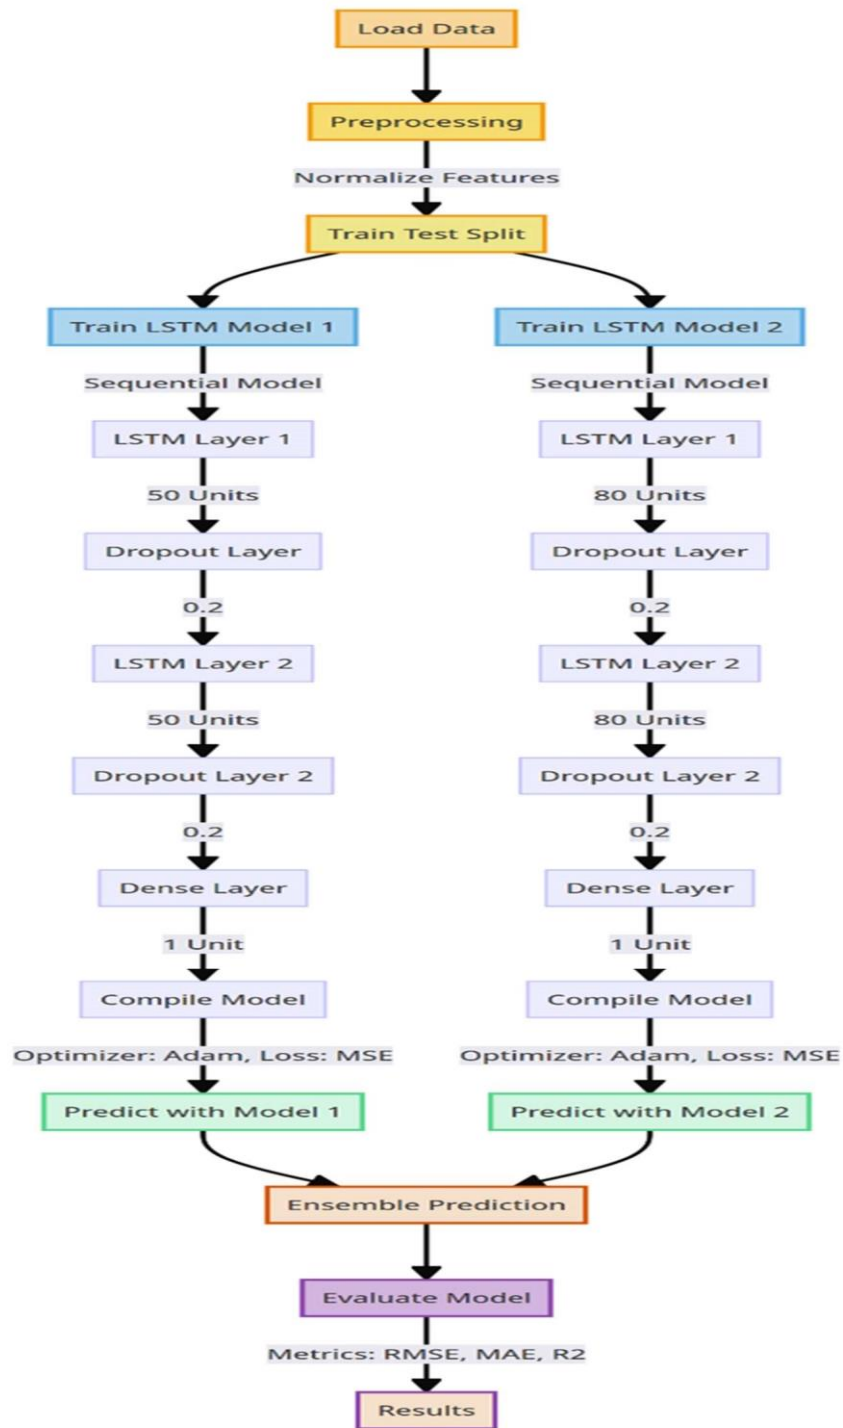 Load Data
Preprocessing
Normalize Features
Train Test Split
Train LSTM Model 1
Train LSTM Model 2
Sequential Model
Sequential Model
LSTM Layer 1
LSTM Layer 1
50 Units
80 Units
Dropout Layer
Dropout Layer
0.2
0.2
LSTM Layer 2
LSTM Layer 2
50 Units
80 Units
Dropout Layer 2
Dropout Layer 2
0.2
0.2
Dense Layer
Dense Layer
1 Unit
1 Unit
Compile Model
Compile Model
Optimizer: Adam, Loss: MSE
Optimizer: Adam, Loss: MSE
Predict with Model 1
Predict with Model 2
Ensemble Prediction
Evaluate Model
Metrics: RMSE, MAE, R2
Results